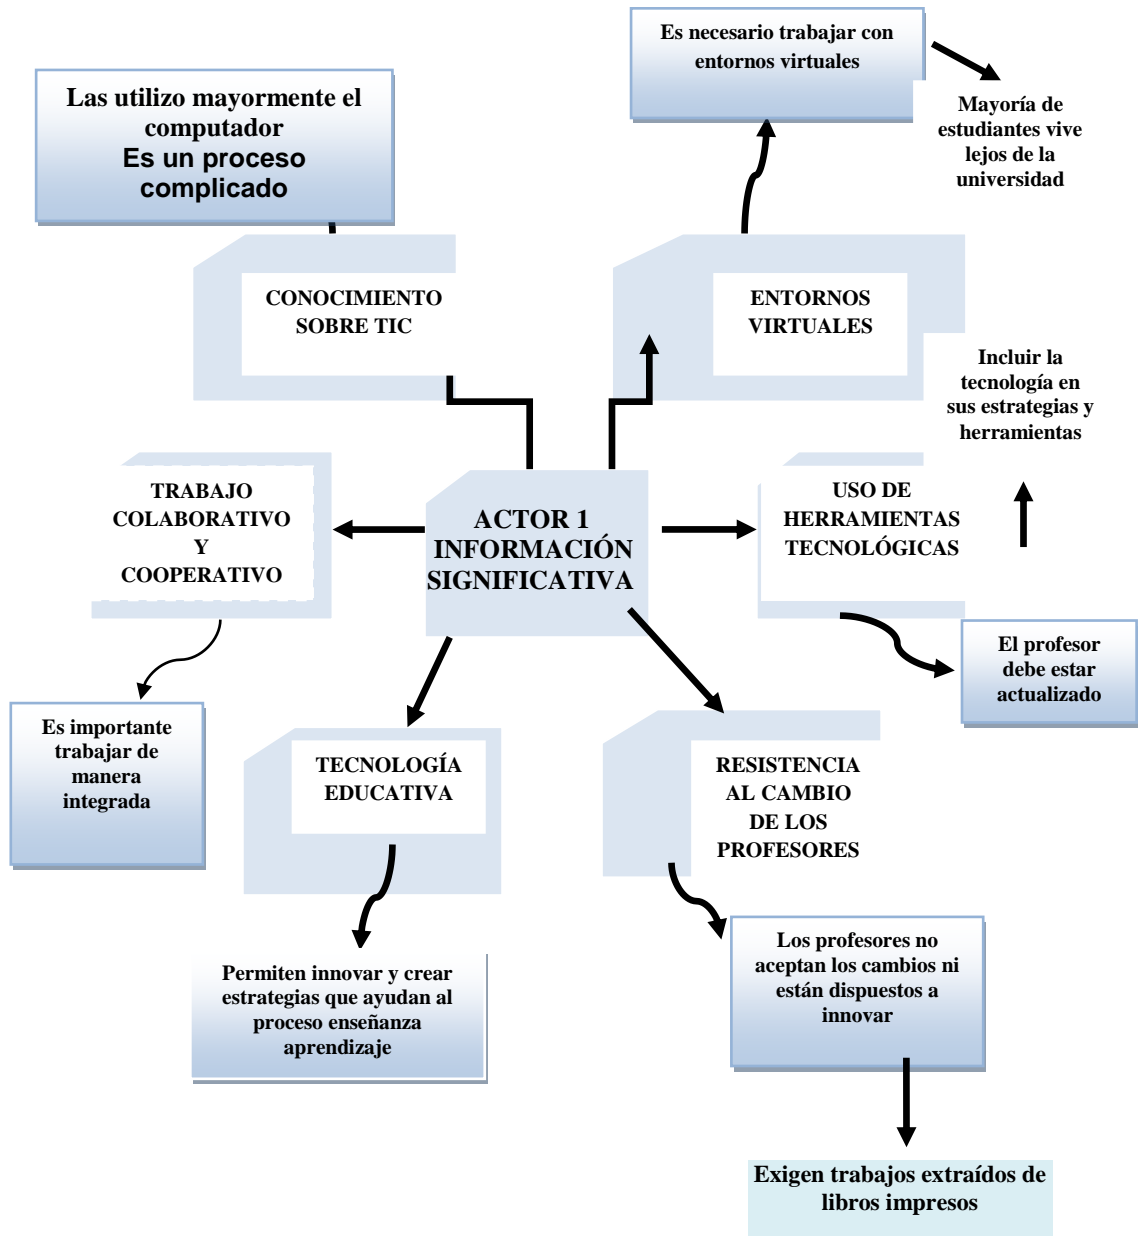 Es necesario trabajar con
entornos virtuales
Las utilizo mayormente el
computador
Es un proceso
complicado
Mayoría de
estudiantes vive
lejos de la
universidad
CONOCIMIENTO
SOBRE TIC
ENTORNOS
VIRTUALES
Incluir la
tecnología en
sus estrategias y
herramientas
TRABAJO
COLABORATIVO
Y
COOPERATIVO
ACTOR 1
INFORMACIÓN
SIGNIFICATIVA
USO DE
HERRAMIENTAS
TECNOLÓGICAS
El profesor
debe estar
actualizado
Es importante
trabajar de
manera
integrada
TECNOLOGÍA
EDUCATIVA
RESISTENCIA
AL CAMBIO
DE LOS
PROFESORES
Permiten innovar y crear
estrategias que ayudan al
proceso enseñanza
aprendizaje
Los profesores no
aceptan los cambios ni
están dispuestos a
innovar
Exigen trabajos extraídos de
libros impresos